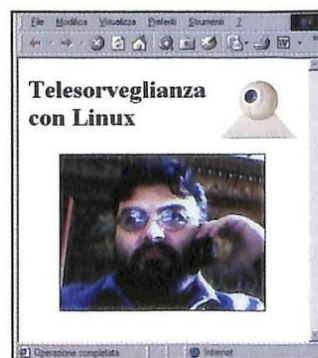 File Modifica Visualizza Preferiti Strumenti ?
Telesorveglianza
con Linux
Operazione completata Internet